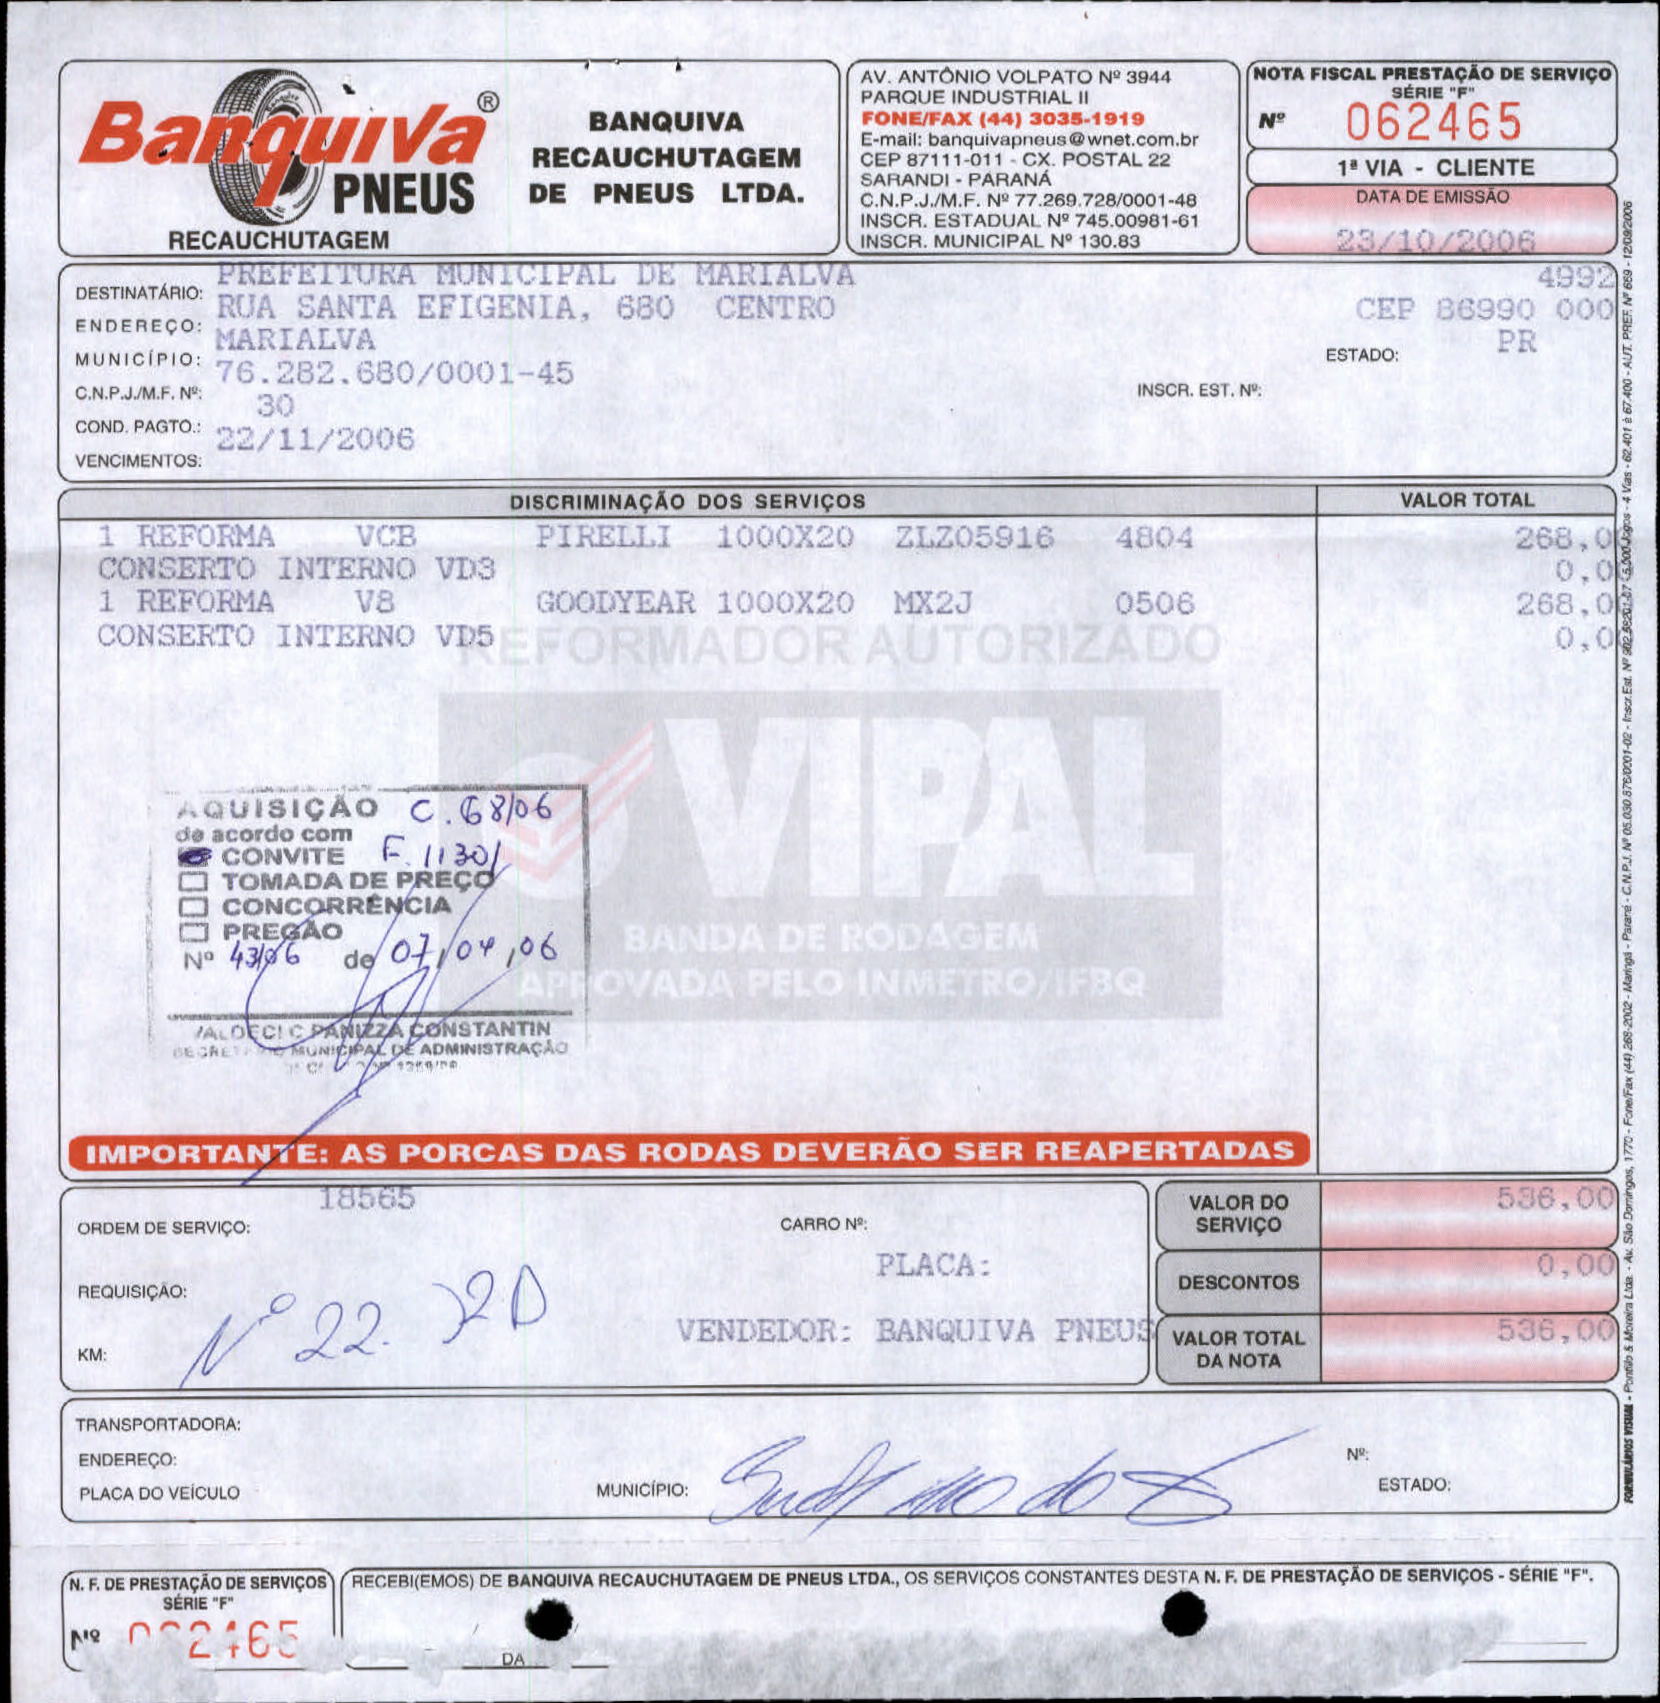 Banquiva ®
PNEUS
RECAUCHUTAGEM
BANQUIVA
RECAUCHUTAGEM
DE PNEUS LTDA.
AV. ANTÔNIO VOLPATO Nº 3944
PARQUE INDUSTRIAL II
FONE/FAX (44) 3035-1919
E-mail: banquivapneus@wnet.com.br
CEP 87111-011 - CX. POSTAL 22
SARANDI - PARANÁ
C.N.P.J./M.F. Nº 77.269.728/0001-48
INSCR. ESTADUAL Nº 745.00981-61
INSCR. MUNICIPAL Nº 130.83
NOTA FISCAL PRESTAÇÃO DE SERVIÇO
SÉRIE "F"
Nº 062465
1ª VIA - CLIENTE
DATA DE EMISSÃO
23/10/2006
DESTINATÁRIO: PREFEITURA MUNICIPAL DE MARIALVA 4992
ENDEREÇO: RUA SANTA EFIGENIA, 680 CENTRO CEP 86990 000
MUNICÍPIO: MARIALVA ESTADO: PR
C.N.P.J./M.F. Nº: 76.282.680/0001-45 INSCR. EST. Nº:
COND. PAGTO.: 30
VENCIMENTOS: 22/11/2006
DISCRIMINAÇÃO DOS SERVIÇOS VALOR TOTAL
1 REFORMA VCB PIRELLI 1000X20 ZLZ05916 4804 268,0
CONSERTO INTERNO VD3 0,0
1 REFORMA V8 GOODYEAR 1000X20 MX2J 0506 268,0
CONSERTO INTERNO VD5 0,0
REFORMADOR AUTORIZADO
VIPAL
BANDA DE RODAGEM
APROVADA PELO INMETRO/IFBQ
AQUISIÇÃO C. 68/06
de acordo com
CONVITE F. 11301
TOMADA DE PREÇO
CONCORRÊNCIA
PREGÃO
Nº 43/06 de 07,04,06
VALDECI C PANIZZA CONSTANTIN
SECRETARIO MUNICIPAL DE ADMINISTRAÇÃO
IMPORTANTE: AS PORCAS DAS RODAS DEVERÃO SER REAPERTADAS
ORDEM DE SERVIÇO: 18565 CARRO Nº:
PLACA:
REQUISIÇÃO:
Nº 22.
VENDEDOR: BANQUIVA PNEUS
KM:
VALOR DO SERVIÇO 536,00
DESCONTOS 0,00
VALOR TOTAL DA NOTA 536,00
TRANSPORTADORA:
ENDEREÇO: Nº:
PLACA DO VEÍCULO MUNICÍPIO: ESTADO:
N. F. DE PRESTAÇÃO DE SERVIÇOS
SÉRIE "F"
Nº 062465
RECEBI(EMOS) DE BANQUIVA RECAUCHUTAGEM DE PNEUS LTDA., OS SERVIÇOS CONSTANTES DESTA N. F. DE PRESTAÇÃO DE SERVIÇOS - SÉRIE "F".
DA